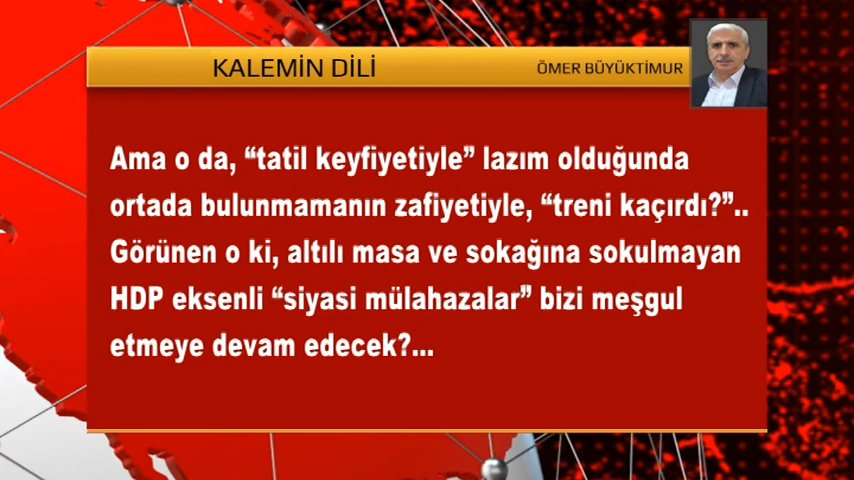 KALEMİN DİLİ
ÖMER BÜYÜKTİMUR
Ama o da, “tatil keyfiyetiyle” lazım olduğunda
ortada bulunmamanın zafiyetiyle, “treni kaçırdı?”..
Görünen o ki, altılı masa ve sokağına sokulmayan
HDP eksenli “siyasi mülahazalar” bizi meşgul
etmeye devam edecek?...